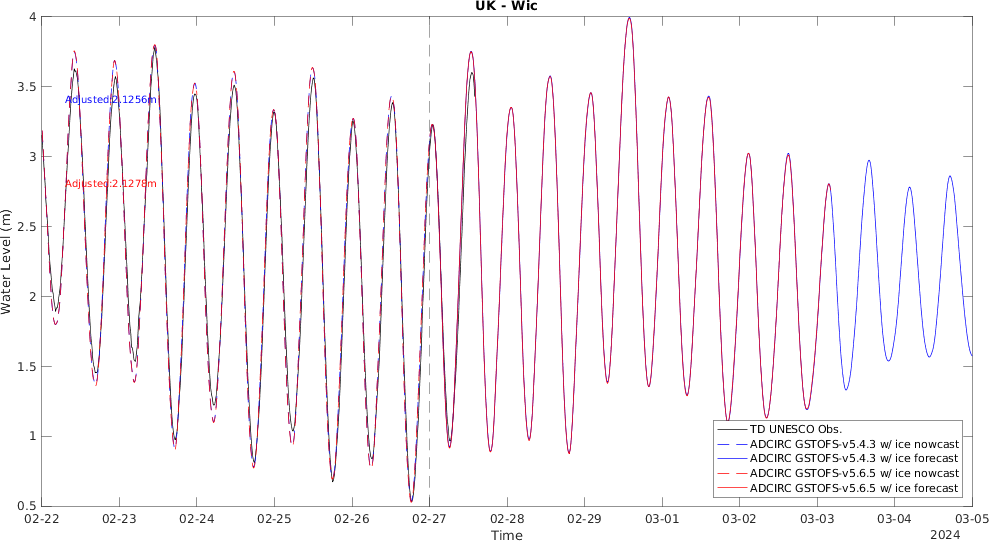 UK - Wic
4
3.5
3
2.5
2
1.5
1
0.5
Water Level (m)
Adjusted:2.1256m
Adjusted:2.1278m
TD UNESCO Obs.
ADCIRC GSTOFS-v5.4.3 w/ ice nowcast
ADCIRC GSTOFS-v5.4.3 w/ ice forecast
ADCIRC GSTOFS-v5.6.5 w/ ice nowcast
ADCIRC GSTOFS-v5.6.5 w/ ice forecast
02-22 02-23 02-24 02-25 02-26 02-27 02-28 02-29 03-01 03-02 03-03 03-04 03-05
Time
2024